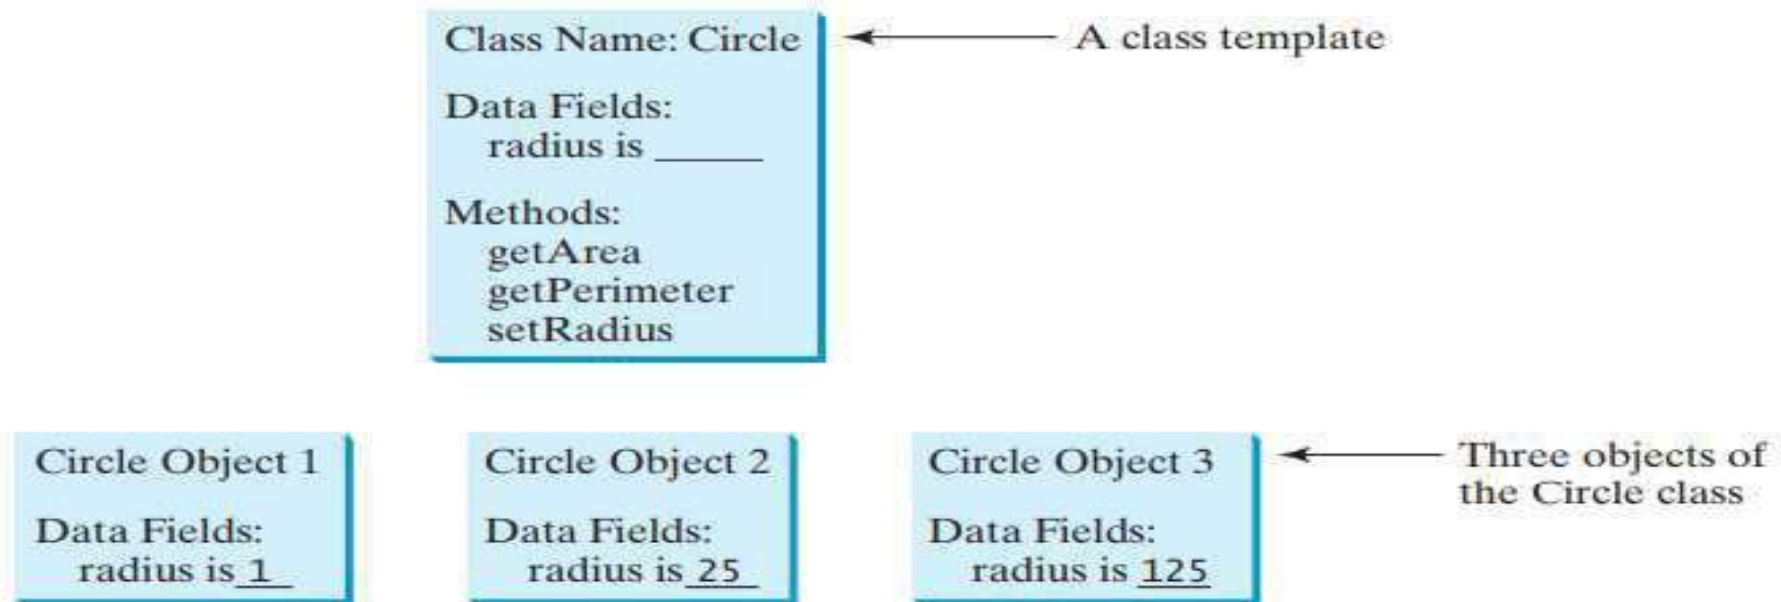 Class Name: Circle
A class template
Data Fields:
radius is ______
Methods:
getArea
getPerimeter
setRadius
Circle Object 1
Data Fields:
radius is 1
Circle Object 2
Data Fields:
radius is 25
Circle Object 3
Data Fields:
radius is 125
Three objects of
the Circle class